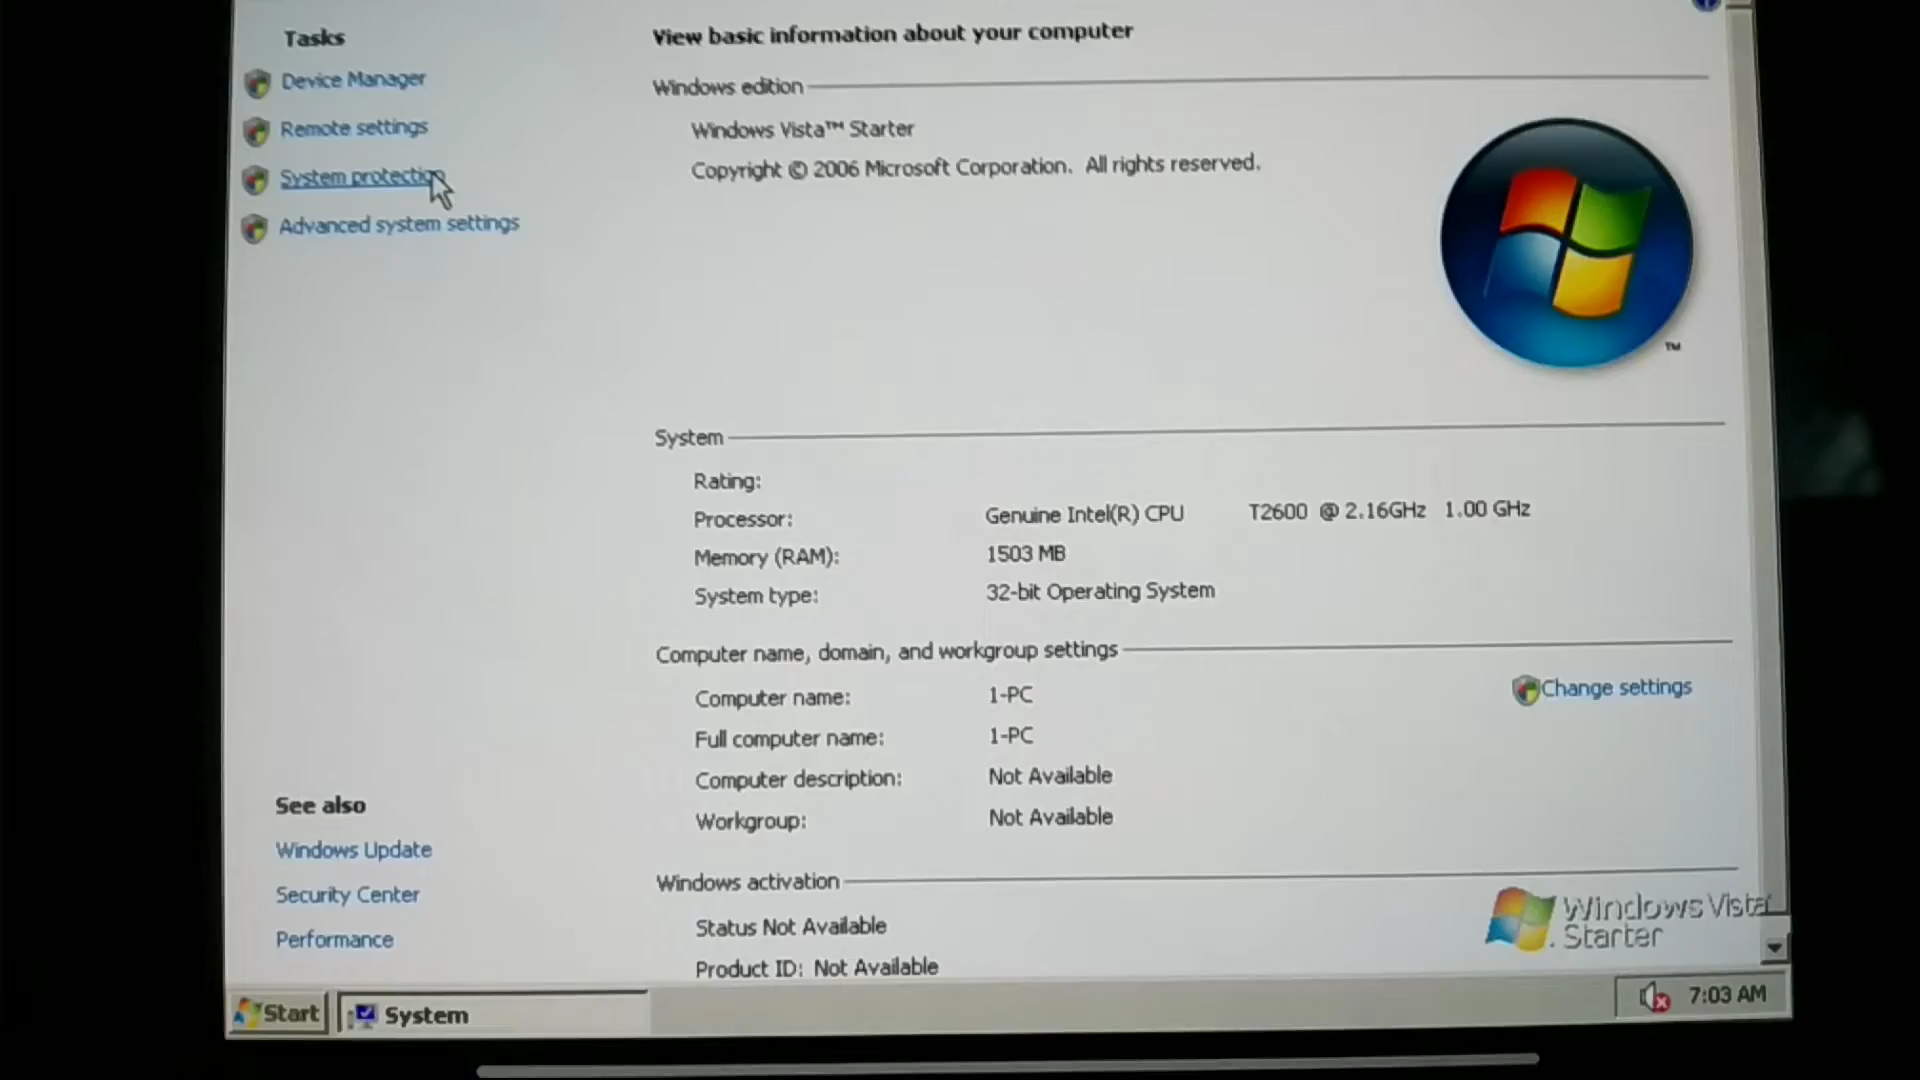 Tasks
Device Manager
Remote settings
System protection
Advanced system settings
See also
Windows Update
Security Center
Performance
View basic information about your computer
Windows edition
Windows Vista™ Starter
Copyright © 2006 Microsoft Corporation. All rights reserved.
TM
System
Rating:
Processor: Genuine Intel(R) CPU T2600 @ 2.16GHz 1.00 GHz
Memory (RAM): 1503 MB
System type: 32-bit Operating System
Computer name, domain, and workgroup settings
Computer name: 1-PC
Change settings
Full computer name: 1-PC
Computer description: Not Available
Workgroup: Not Available
Windows activation
Status Not Available
Product ID: Not Available
Windows Vista
Starter
Start
System
7:03 AM